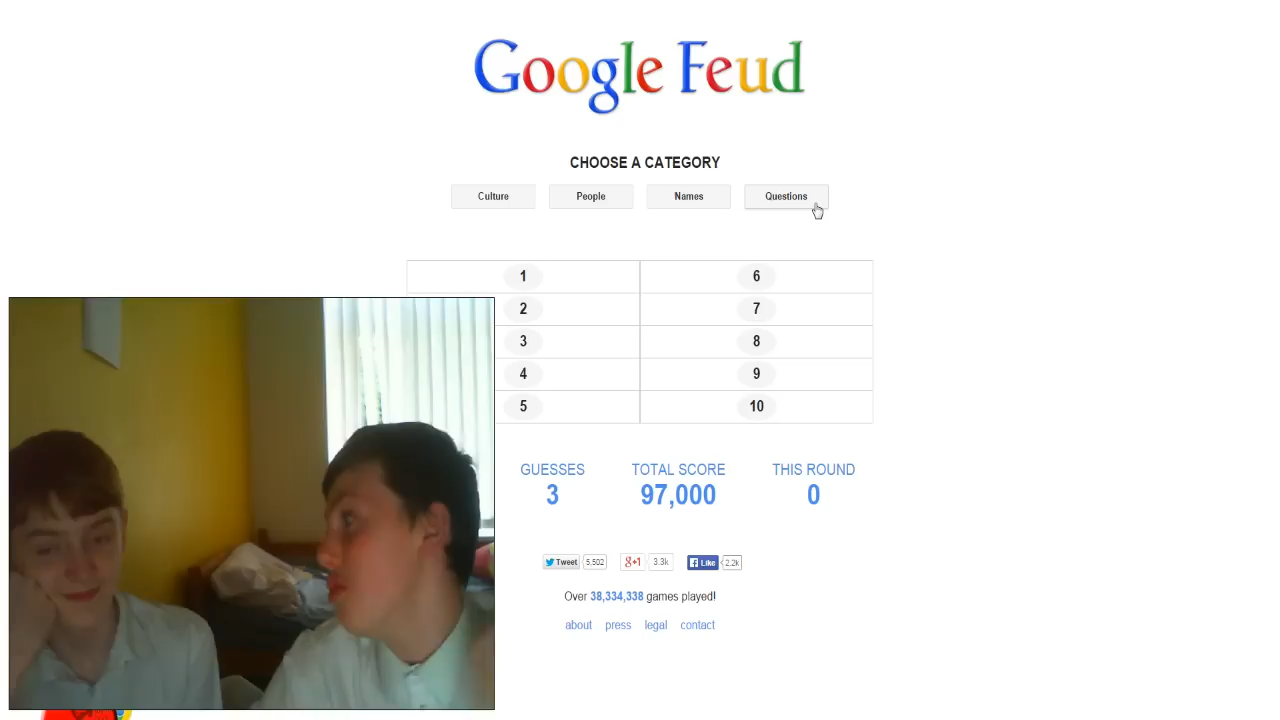 Google Feud
CHOOSE A CATEGORY
Culture People Names Questions
1 6
2 7
3 8
4 9
5 10
GUESSES TOTAL SCORE THIS ROUND
3 97,000 0
Tweet 5,502 g+1 3.3k Like 2.2k
Over 38,334,338 games played!
about press legal contact